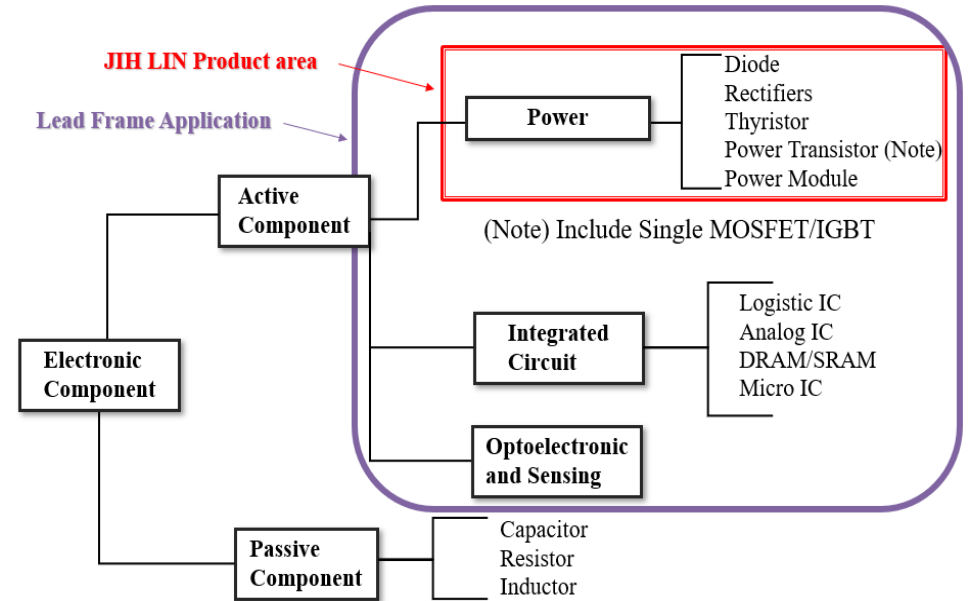 JIH LIN Product area
Lead Frame Application
Power
Diode
Rectifiers
Thyristor
Power Transistor (Note)
Power Module
Active
Component
(Note) Include Single MOSFET/IGBT
Integrated
Circuit
Logistic IC
Analog IC
DRAM/SRAM
Micro IC
Electronic
Component
Optoelectronic
and Sensing
Passive
Component
Capacitor
Resistor
Inductor